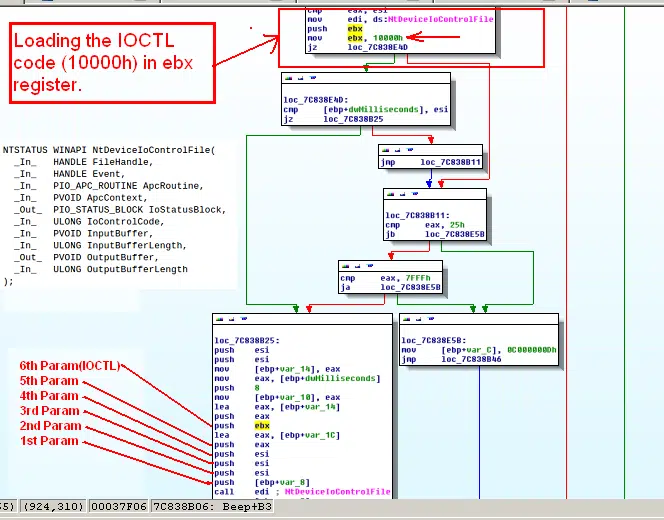 cmp eax, esi
mov edi, ds:NtDeviceIoControlFile
push ebx
mov ebx, 10000h
jz loc_7C838E4D
Loading the IOCTL
code (10000h) in ebx
register.
loc_7C838E4D:
cmp [ebp+dwMilliseconds], esi
jz loc_7C838B25
NTSTATUS WINAPI NtDeviceIoControlFile(
_In_ HANDLE FileHandle,
_In_ HANDLE Event,
_In_ PIO_APC_ROUTINE ApcRoutine,
_In_ PVOID ApcContext,
_Out_ PIO_STATUS_BLOCK IoStatusBlock,
_In_ ULONG IoControlCode,
_In_ PVOID InputBuffer,
_In_ ULONG InputBufferLength,
_Out_ PVOID OutputBuffer,
_In_ ULONG OutputBufferLength
);
jmp loc_7C838B11
loc_7C838B11:
cmp eax, 25h
jb loc_7C838E5B
cmp eax, 7FFFh
ja loc_7C838E5B
loc_7C838B25:
push esi
push esi
mov [ebp+var_14], eax
mov eax, [ebp+dwMilliseconds]
push 8
mov [ebp+var_10], eax
lea eax, [ebp+var_14]
push eax
push ebx
lea eax, [ebp+var_1C]
push eax
push esi
push esi
push esi
push [ebp+var_8]
call edi ; NtDeviceIoControlFile
loc_7C838E5B:
mov [ebp+var_C], 0C000000Dh
jmp loc_7C838B46
6th Param(IOCTL)
5th Param
4th Param
3rd Param
2nd Param
1st Param
(924,310) 00037F06 7C838B06: Beep+B3